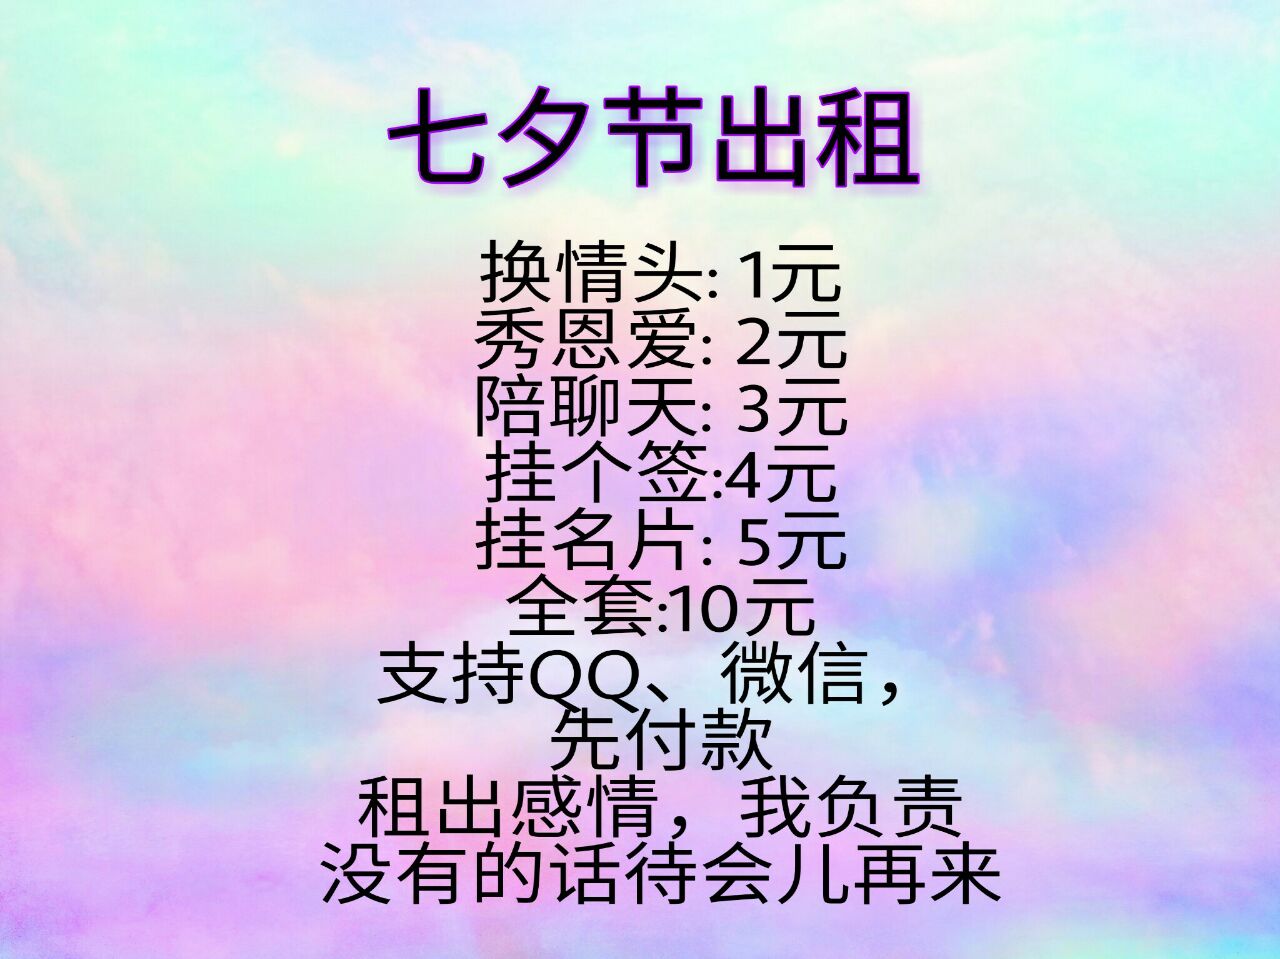 七夕节出租
换情头: 1元
秀恩爱: 2元
陪聊天: 3元
挂个签:4元
挂名片: 5元
全套:10元
支持QQ、微信，
先付款
租出感情，我负责
没有的话待会儿再来